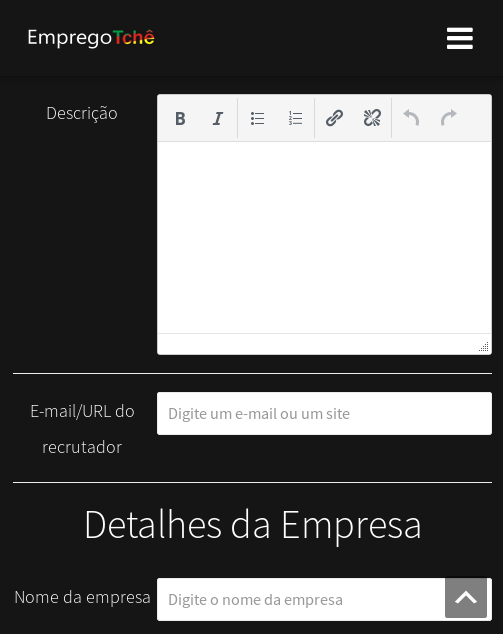 EmpregoTchê
Descrição
E-mail/URL do
recrutador
Digite um e-mail ou um site
Detalhes da Empresa
Nome da empresa
Digite o nome da empresa